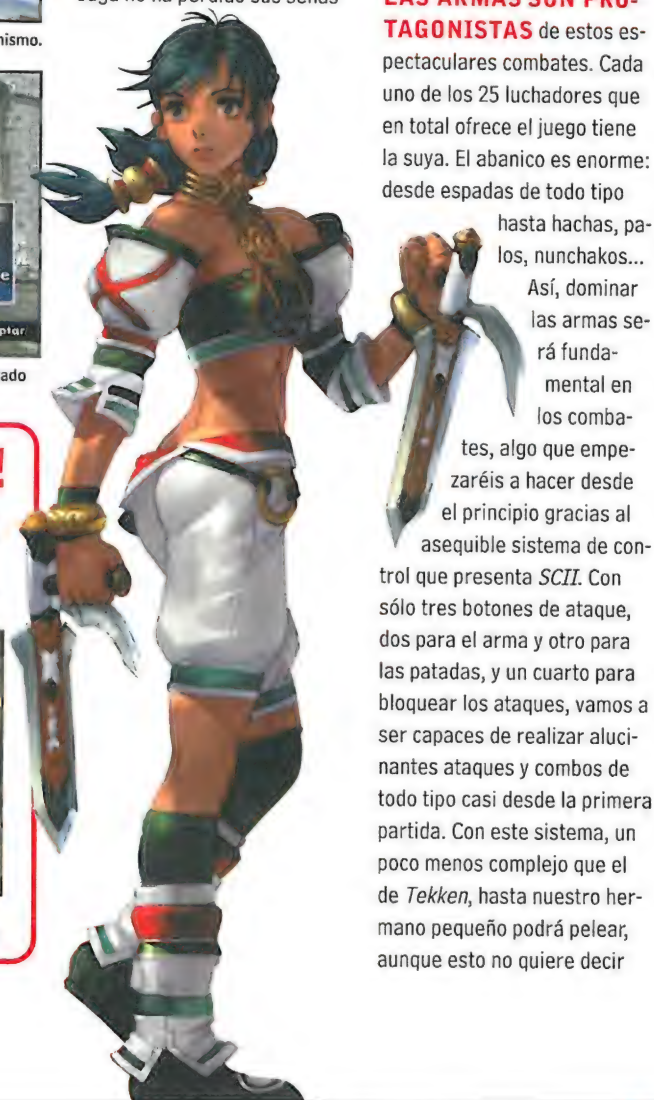 saga no ha perdido sus señas
nismo.
e
ptar
ado
!
LAS ARMAS SON PRO-
TAGONISTAS de estos es-
pectaculares combates. Cada
uno de los 25 luchadores que
en total ofrece el juego tiene
la suya. El abanico es enorme:
desde espadas de todo tipo
hasta hachas, pa-
los, nunchakos...
Así, dominar
las armas se-
rá funda-
mental en
los comba-
tes, algo que empe-
zaréis a hacer desde
el principio gracias al
asequible sistema de con-
trol que presenta SCII. Con
sólo tres botones de ataque,
dos para el arma y otro para
las patadas, y un cuarto para
bloquear los ataques, vamos a
ser capaces de realizar aluci-
nantes ataques y combos de
todo tipo casi desde la primera
partida. Con este sistema, un
poco menos complejo que el
de Tekken, hasta nuestro her-
mano pequeño podrá pelear,
aunque esto no quiere decir